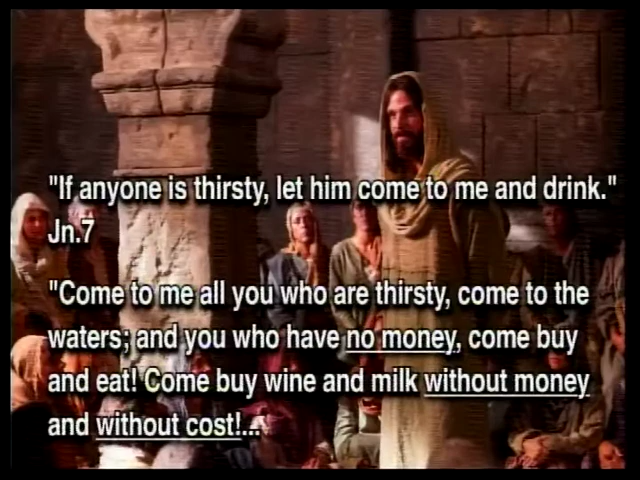 "If anyone is thirsty, let him come to me and drink."
Jn.7
"Come to me all you who are thirsty, come to the
waters; and you who have no money, come buy
and eat! Come buy wine and milk without money
and without cost!...